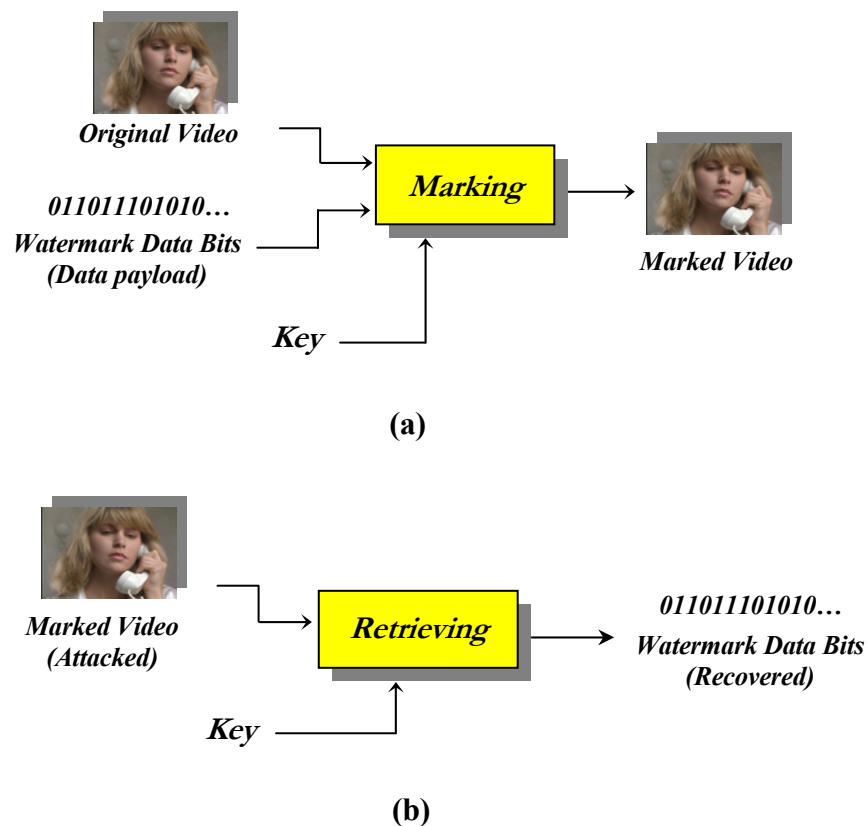 Original Video
011011101010…
Watermark Data Bits
(Data payload)
Key
Marking
Marked Video
(a)
Marked Video
(Attacked)
Key
Retrieving
011011101010…
Watermark Data Bits
(Recovered)
(b)